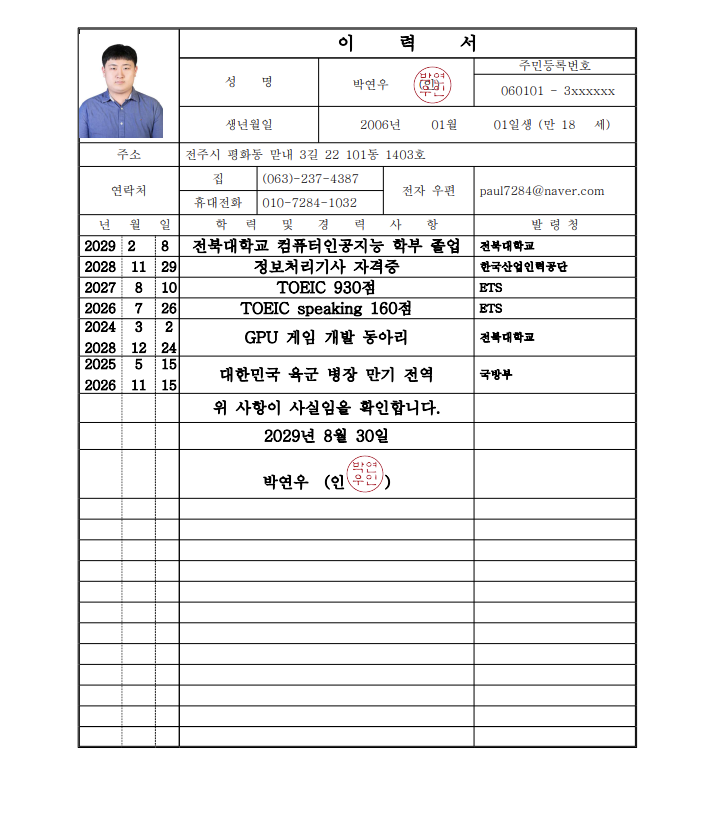 이 력 서
성 명 박연우 (인) 박연우인
주민등록번호
060101 - 3xxxxxx
생년월일 2006년 01월 01일생 (만 18 세)
주소 전주시 평화동 맏내 3길 22 101동 1403호
연락처 집 (063)-237-4387 전자 우편 paul7284@naver.com
휴대전화 010-7284-1032
년 월 일 학 력 및 경 력 사 항 발 령 청
2029 2 8 전북대학교 컴퓨터인공지능 학부 졸업 전북대학교
2028 11 29 정보처리기사 자격증 한국산업인력공단
2027 8 10 TOEIC 930점 ETS
2026 7 26 TOEIC speaking 160점 ETS
2024 3 2
GPU 게임 개발 동아리 전북대학교
2028 12 24
2025 5 15
대한민국 육군 병장 만기 전역 국방부
2026 11 15
위 사항이 사실임을 확인합니다.
2029년 8월 30일
박연우 (인) 박연우인